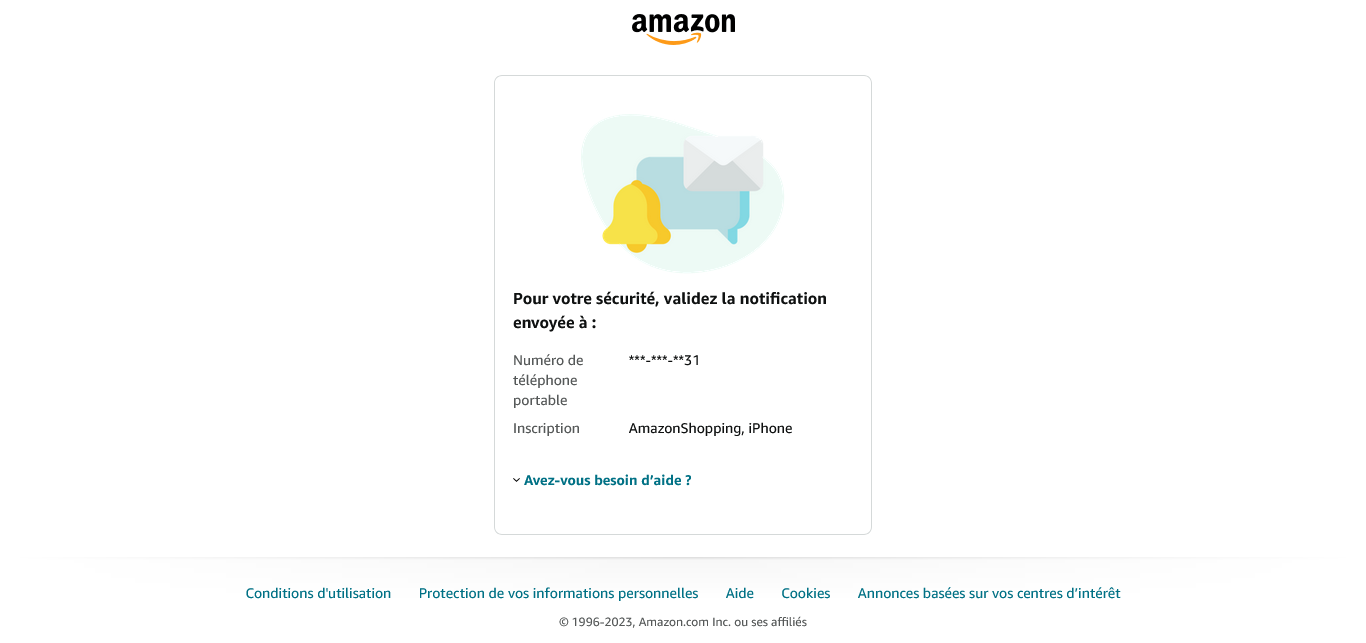 amazon
Pour votre sécurité, validez la notification
envoyée à :
Numéro de
téléphone
portable
***-***-**31
Inscription
AmazonShopping, iPhone
Avez-vous besoin d’aide ?
Conditions d'utilisation
Protection de vos informations personnelles
Aide
Cookies
Annonces basées sur vos centres d’intérêt
© 1996-2023, Amazon.com Inc. ou ses affiliés